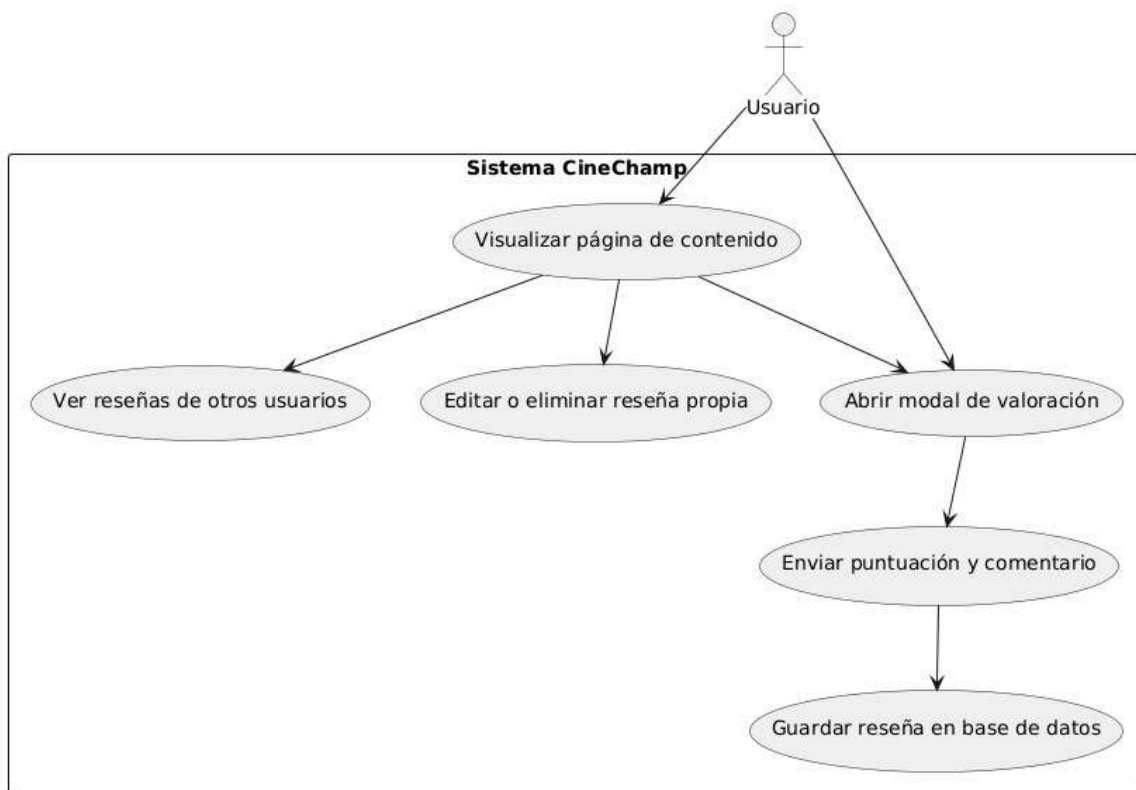 Usuario
Sistema CineChamp
Visualizar página de contenido
Ver reseñas de otros usuarios
Editar o eliminar reseña propia
Abrir modal de valoración
Enviar puntuación y comentario
Guardar reseña en base de datos